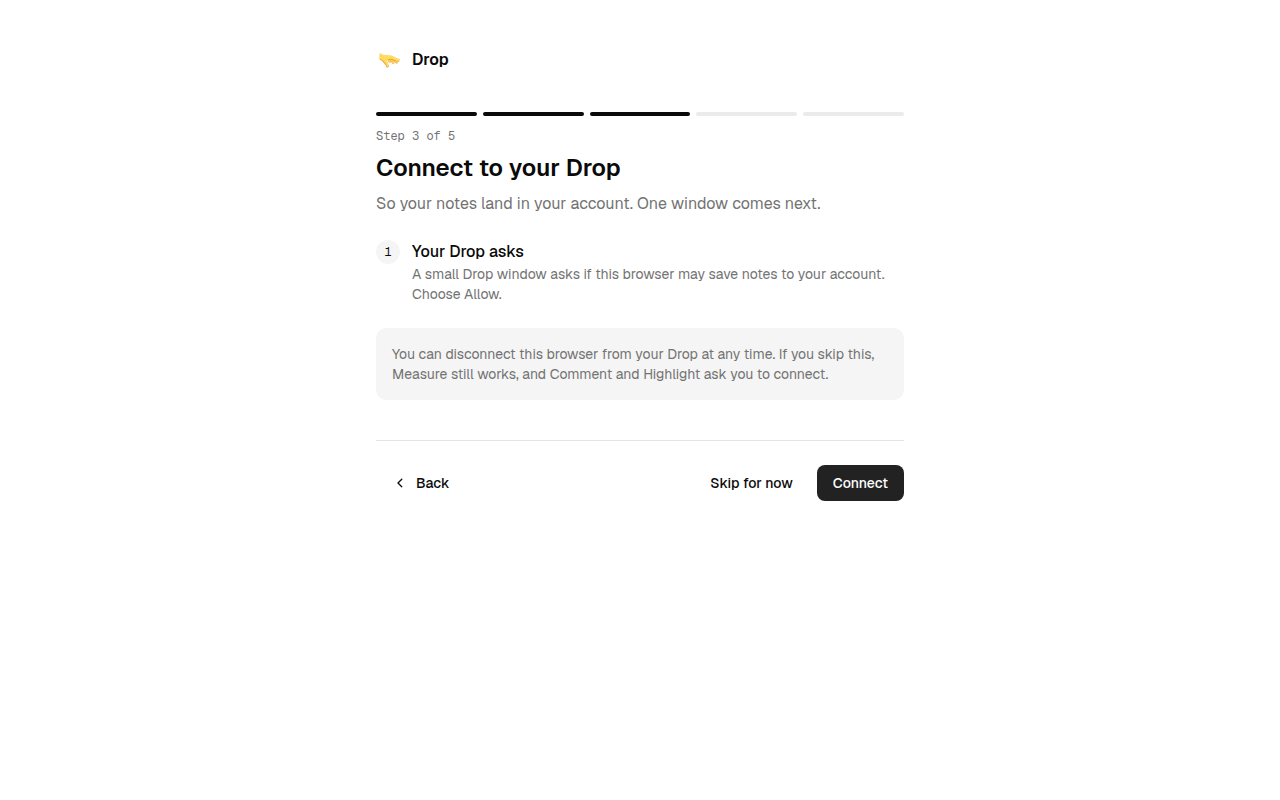 Drop
Step 3 of 5
Connect to your Drop
So your notes land in your account. One window comes next.
1
Your Drop asks
A small Drop window asks if this browser may save notes to your account.
Choose Allow.
You can disconnect this browser from your Drop at any time. If you skip this,
Measure still works, and Comment and Highlight ask you to connect.
Back
Skip for now
Connect